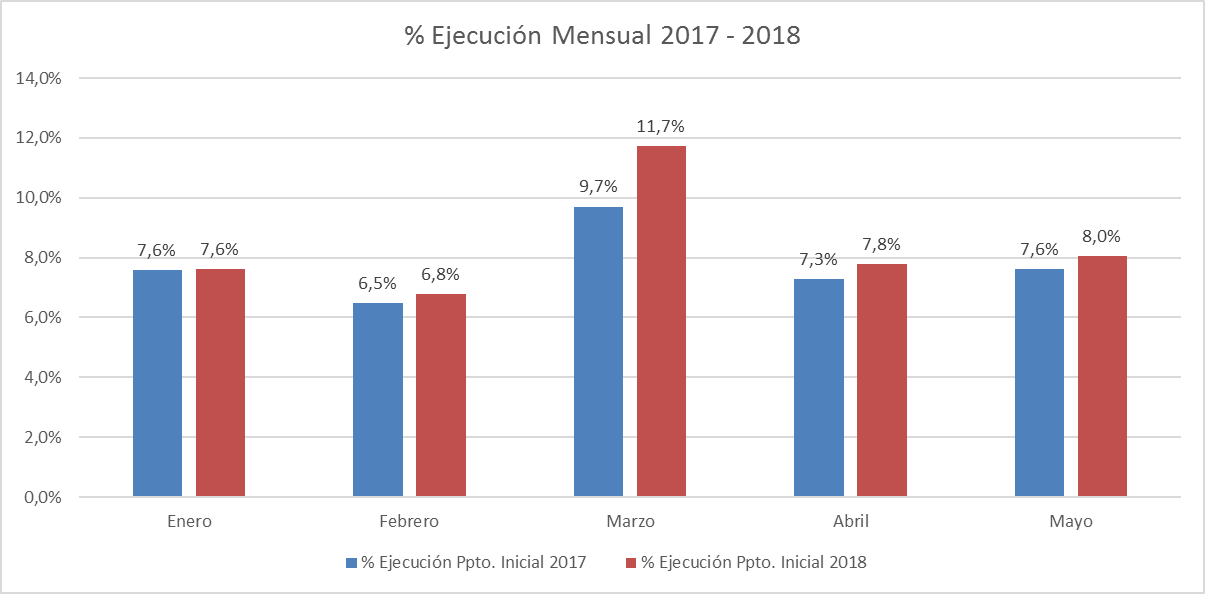 % Ejecución Mensual 2017 - 2018
14,0%
12,0%
10,0%
8,0%
6,0%
4,0%
2,0%
0,0%
7,6%
7,6%
6,5%
6,8%
9,7%
11,7%
7,3%
7,8%
7,6%
8,0%
Enero
Febrero
Marzo
Abril
Mayo
% Ejecución Ppto. Inicial 2017
% Ejecución Ppto. Inicial 2018